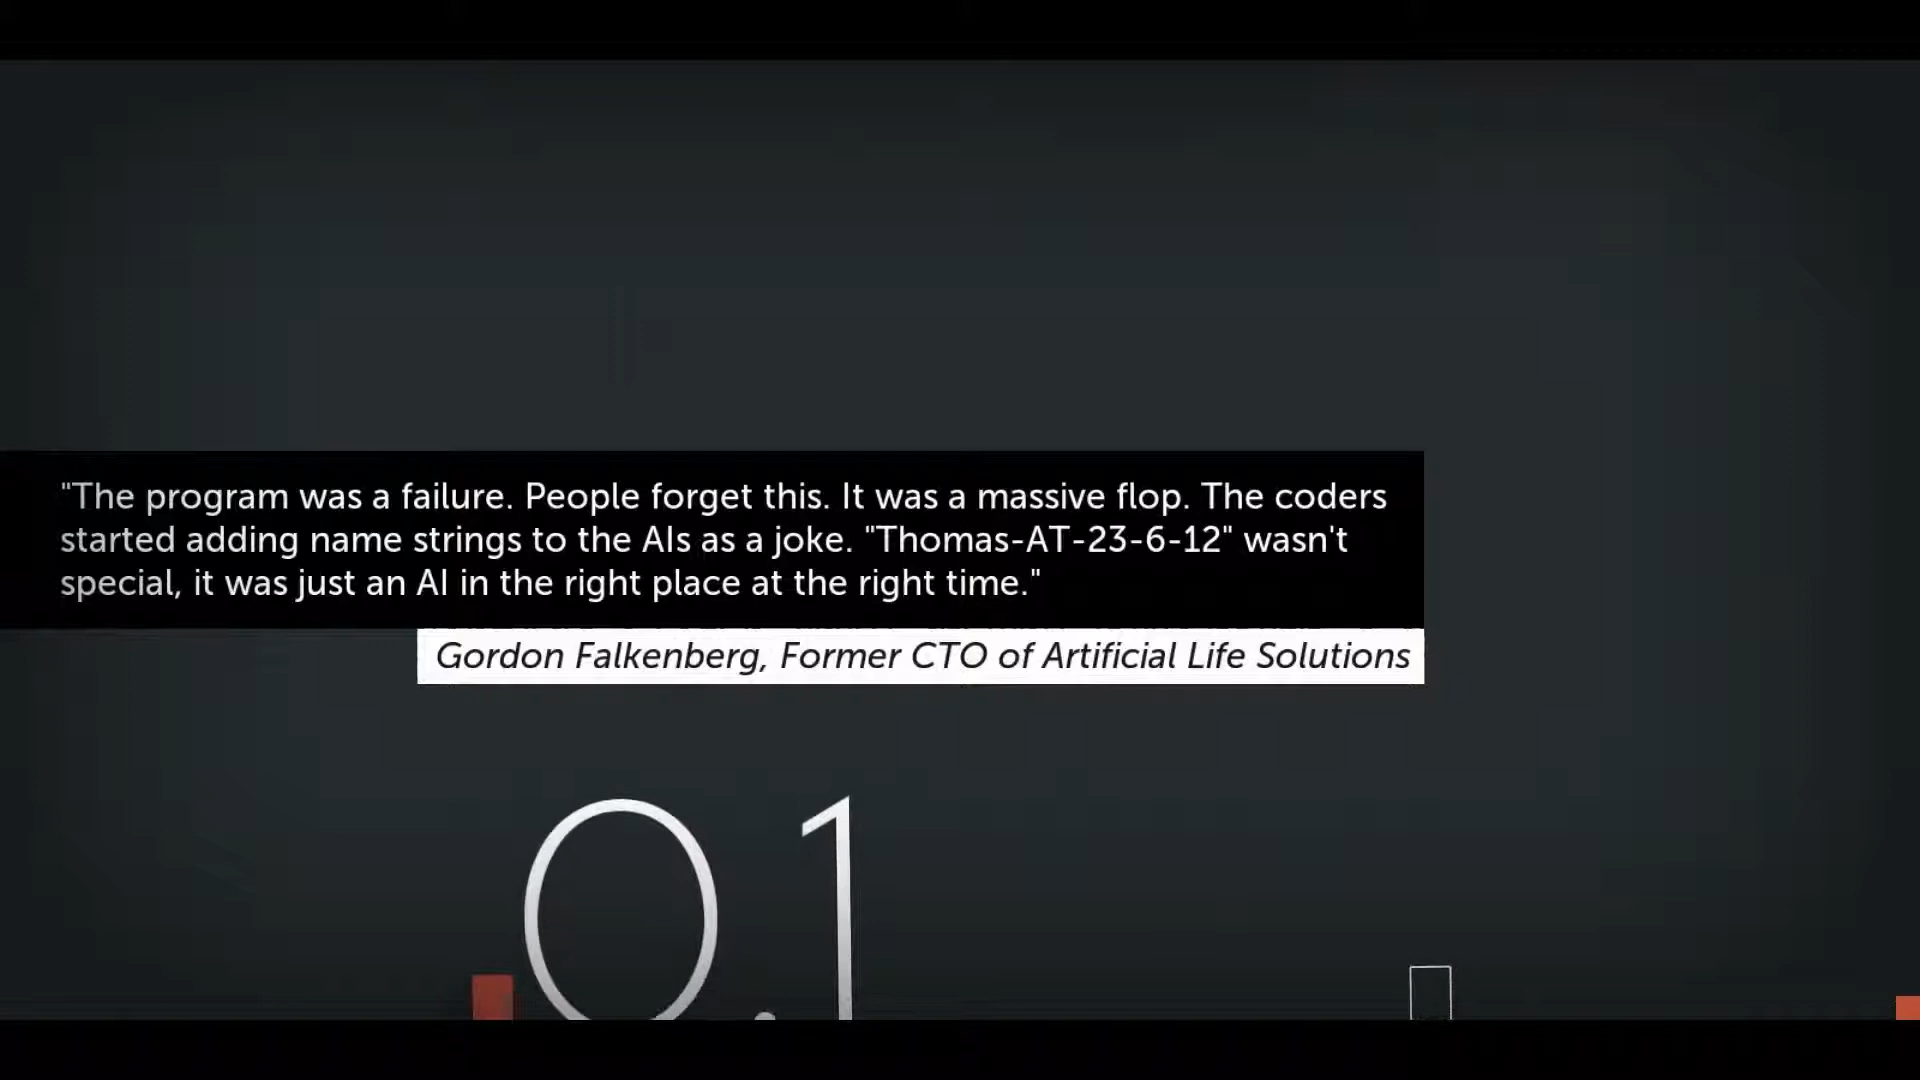 "The program was a failure. People forget this. It was a massive flop. The coders
started adding name strings to the AIs as a joke. "Thomas-AT-23-6-12" wasn't
special, it was just an AI in the right place at the right time."
Gordon Falkenberg, Former CTO of Artificial Life Solutions
0.1